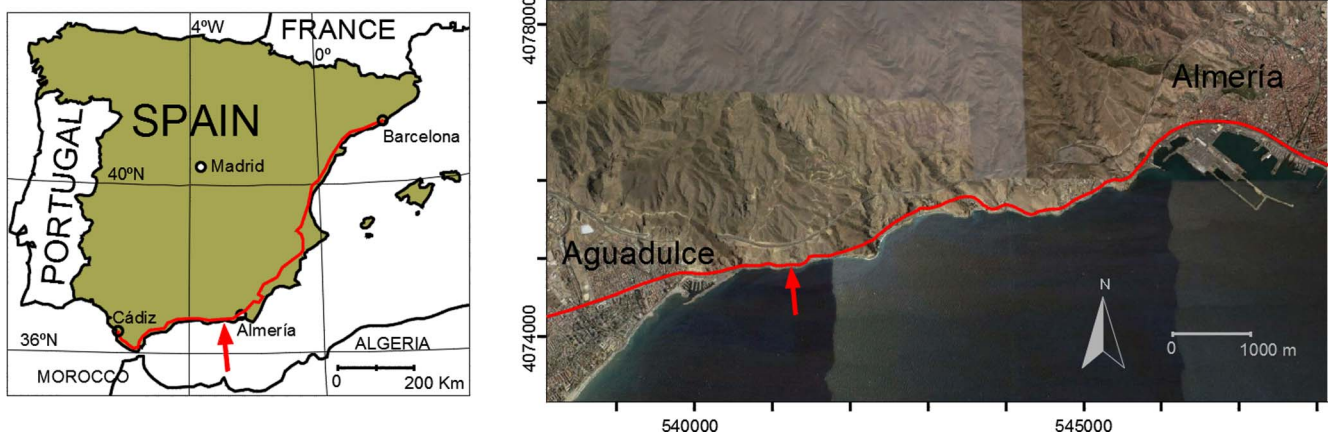 4ºW
FRANCE
0º
SPAIN
Barcelona
Madrid
40ºN
PORTUGAL
Cádiz
Almería
36ºN
ALGERIA
MOROCCO
0
200 Km
4078000
Almería
Aguadulce
N
4074000
0
1000 m
540000
545000